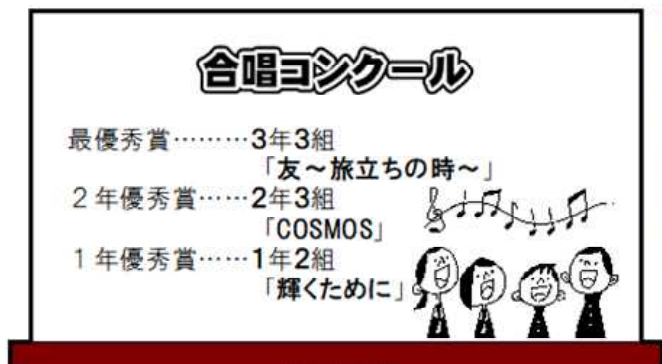 合唱コンクール
最優秀賞………3年3組
「友～旅立ちの時～」
２年優秀賞……2年3組
「COSMOS」
１年優秀賞……1年2組
「輝くために」